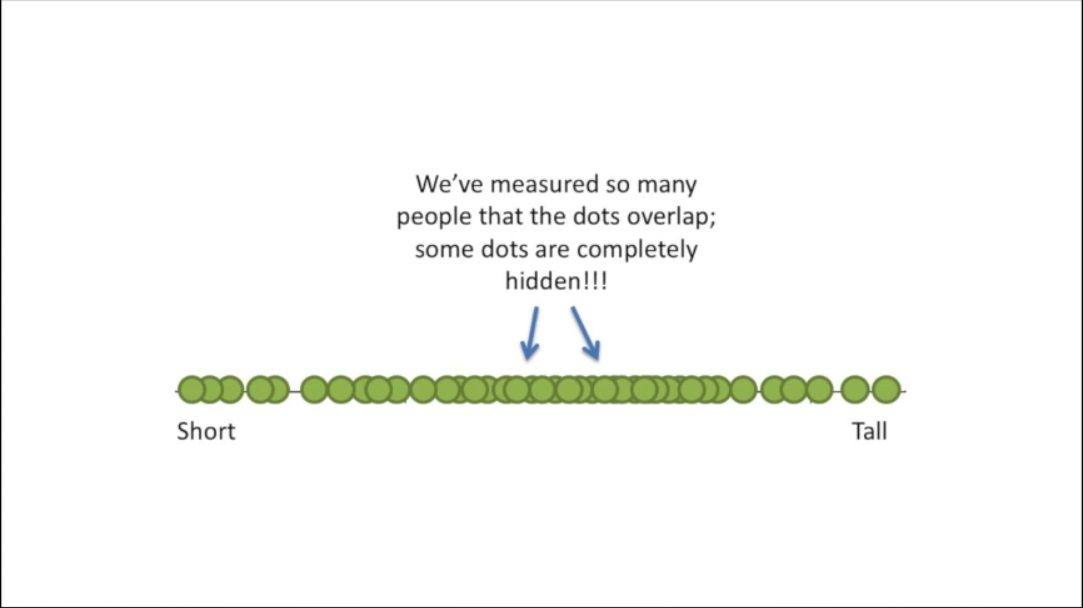 We’ve measured so many
people that the dots overlap;
some dots are completely
hidden!!!
Short
Tall